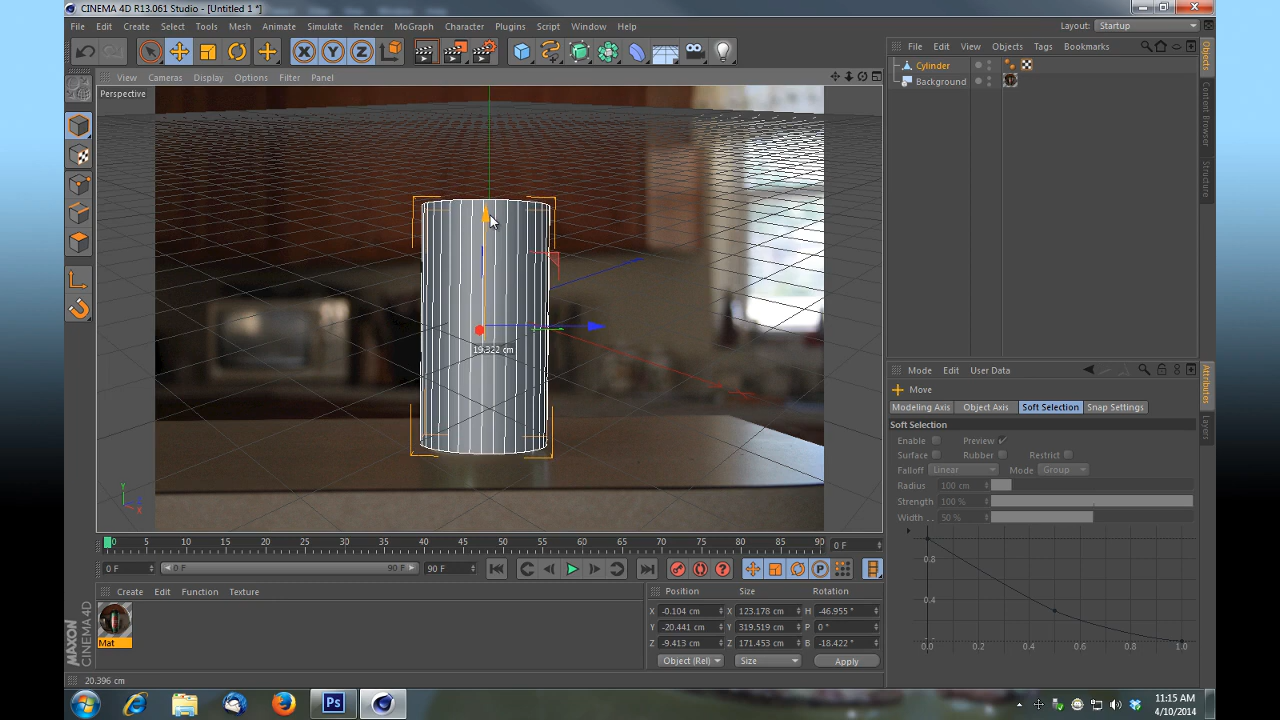 CINEMA 4D R13.061 Studio - [Untitled 1 *]
File Edit Create Select Tools Mesh Animate Simulate Render MoGraph Character Plugins Script Window Help
Layout: Startup
View Cameras Display Options Filter Panel
Perspective
19.322 cm
Y
Z
X
File Edit View Objects Tags Bookmarks
Cylinder
Background
Objects
Content Browser
Structure
Mode Edit User Data
Move
Modeling Axis Object Axis Soft Selection Snap Settings
Soft Selection
Enable Preview
Surface Rubber Restrict
Falloff Linear Mode Group
Radius 100 cm
Strength 100 %
Width . . 50 %
0.8
0.4
0.0 0.2 0.4 0.6 0.8 1.0
Attributes
Layers
0 5 10 15 20 25 30 35 40 45 50 55 60 65 70 75 80 85 90 0 F
0 F 0 F 90 F 90 F
P
Create Edit Function Texture
Mat
Position Size Rotation
X -0.104 cm X 123.178 cm H -46.955 °
Y -20.441 cm Y 319.519 cm P 0 °
Z -9.413 cm Z 171.453 cm B -18.422 °
Object (Rel) Size Apply
MAXON
CINEMA 4D
20.396 cm
Ps
11:15 AM
4/10/2014